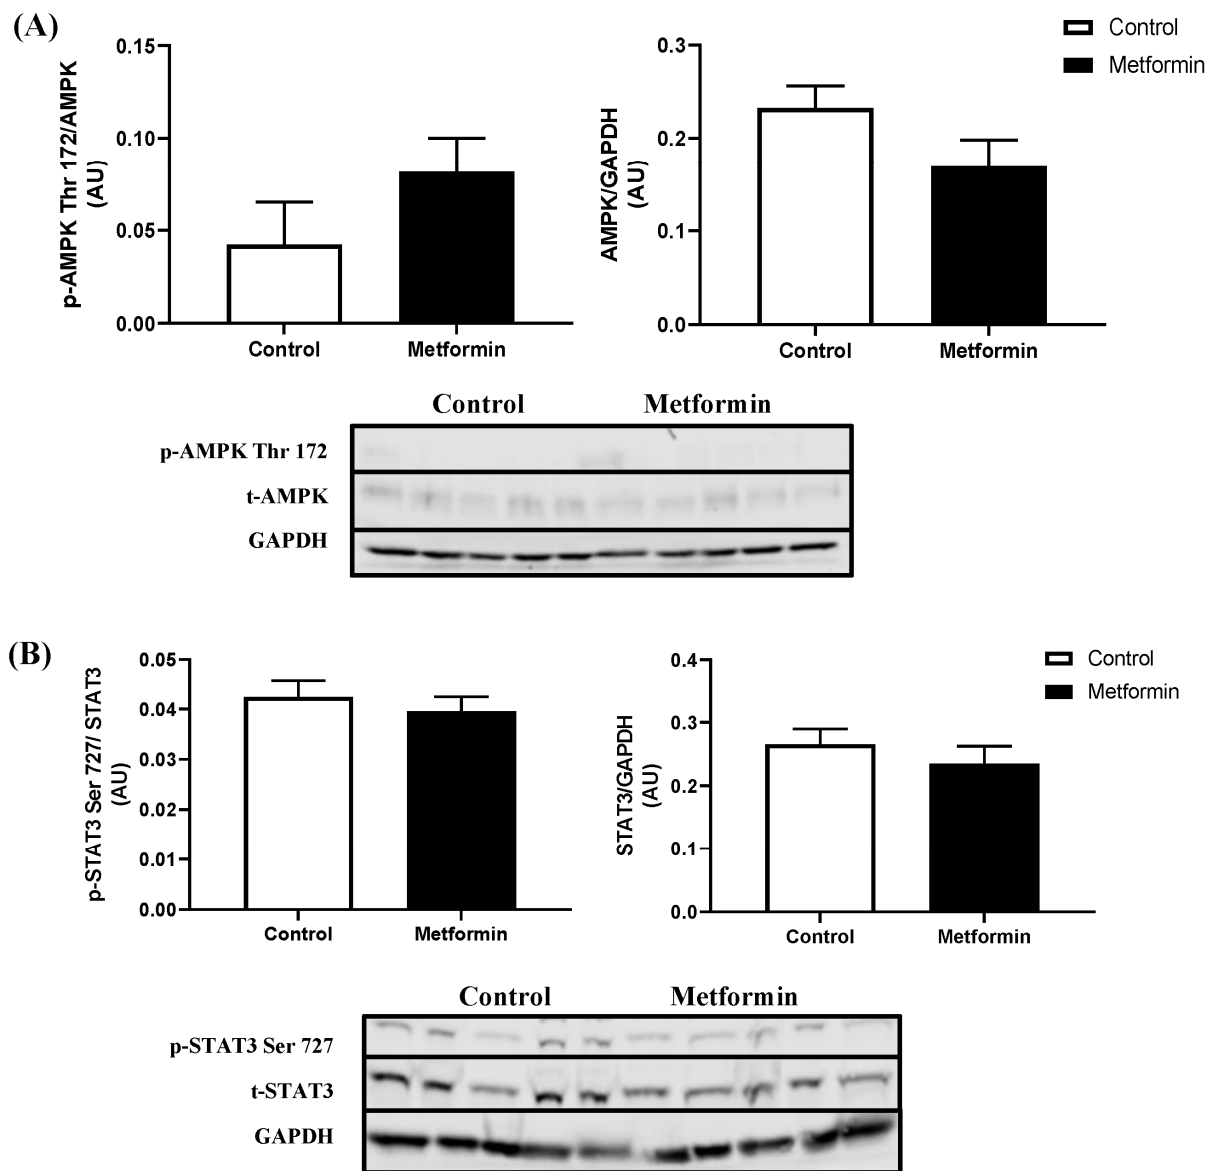 (A)
Control
Metformin
p-AMPK Thr 172/AMPK
(AU)
0.15
0.10
0.05
0.00
Control
Metformin
AMPK/GAPDH
(AU)
0.3
0.2
0.1
0.0
Control
Metformin
Control
Metformin
p-AMPK Thr 172
t-AMPK
GAPDH
(B)
Control
Metformin
p-STAT3 Ser 727/ STAT3
(AU)
0.05
0.04
0.03
0.02
0.01
0.00
Control
Metformin
STAT3/GAPDH
(AU)
0.4
0.3
0.2
0.1
0.0
Control
Metformin
Control
Metformin
p-STAT3 Ser 727
t-STAT3
GAPDH